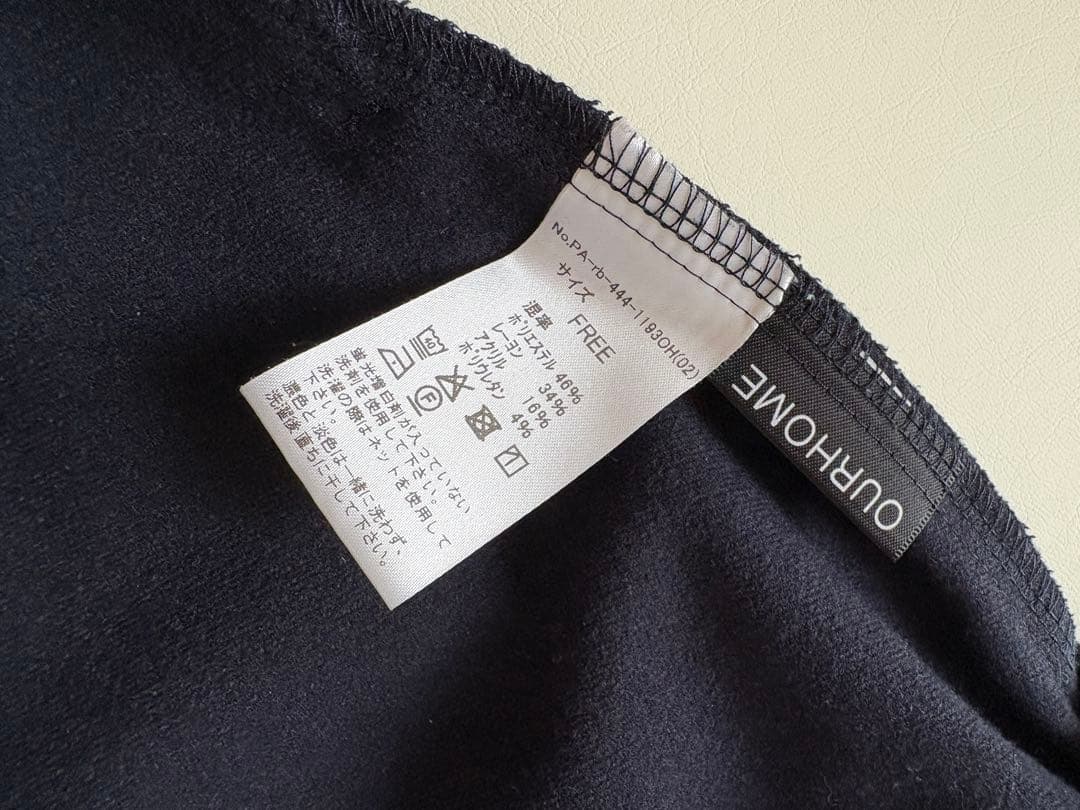 No.PA-rb-444-1193OH(02)
サイズ FREE
混率
ポリエステル 46%
レーヨン 34%
アクリル 16%
ポリウレタン 4%
40
F
蛍光増白剤が入っていない
洗剤を使用して下さい。
洗濯の際はネットを使用して
下さい。
濃色と淡色は一緒に洗わず、
洗濯後直ちに干して下さい。
OURHOME